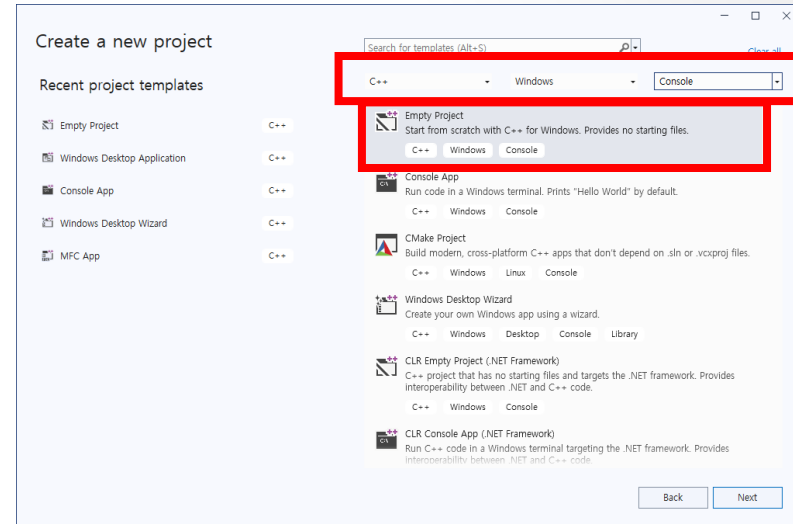 Create a new project
Search for templates (Alt+S)
Clear all
Recent project templates
C++
Windows
Console
Empty Project
C++
Windows Desktop Application
C++
Console App
C++
Windows Desktop Wizard
C++
MFC App
C++
Empty Project
Start from scratch with C++ for Windows. Provides no starting files.
C++ Windows Console
Console App
Run code in a Windows terminal. Prints "Hello World" by default.
C++ Windows Console
CMake Project
Build modern, cross-platform C++ apps that don't depend on .sln or .vcxproj files.
C++ Windows Linux Console
Windows Desktop Wizard
Create your own Windows app using a wizard.
C++ Windows Desktop Console Library
CLR Empty Project (.NET Framework)
C++ project that has no starting files and targets the .NET framework. Provides
interoperability between .NET and C++ code.
C++ Windows Console
CLR Console App (.NET Framework)
Run C++ code in a Windows terminal targeting the .NET framework. Provides
interoperability between .NET and C++ code.
Back
Next